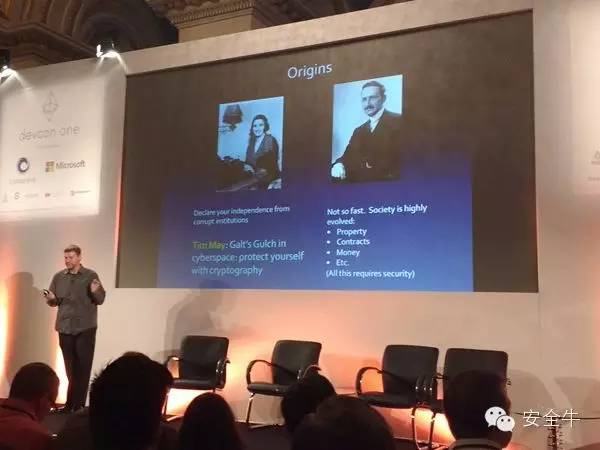 Origins
devcon one
Microsoft
Declare your independence from
corrupt institutions
Tim May: Galt's Gulch in
cyberspace: protect yourself
with cryptography
Not so fast. Society is highly
evolved:
• Property
• Contracts
• Money
• Etc.
(All this requires security)
安全牛